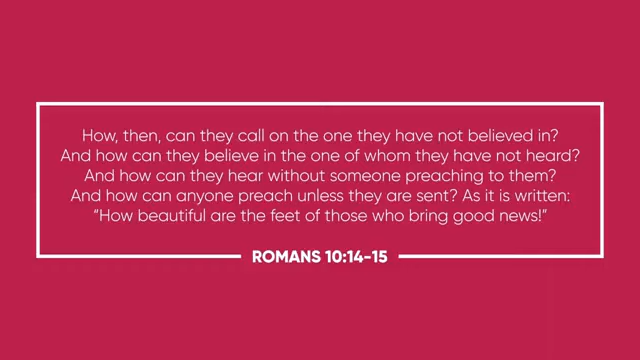 How, then, can they call on the one they have not believed in?
And how can they believe in the one of whom they have not heard?
And how can they hear without someone preaching to them?
And how can anyone preach unless they are sent? As it is written:
“How beautiful are the feet of those who bring good news!”
ROMANS 10:14-15